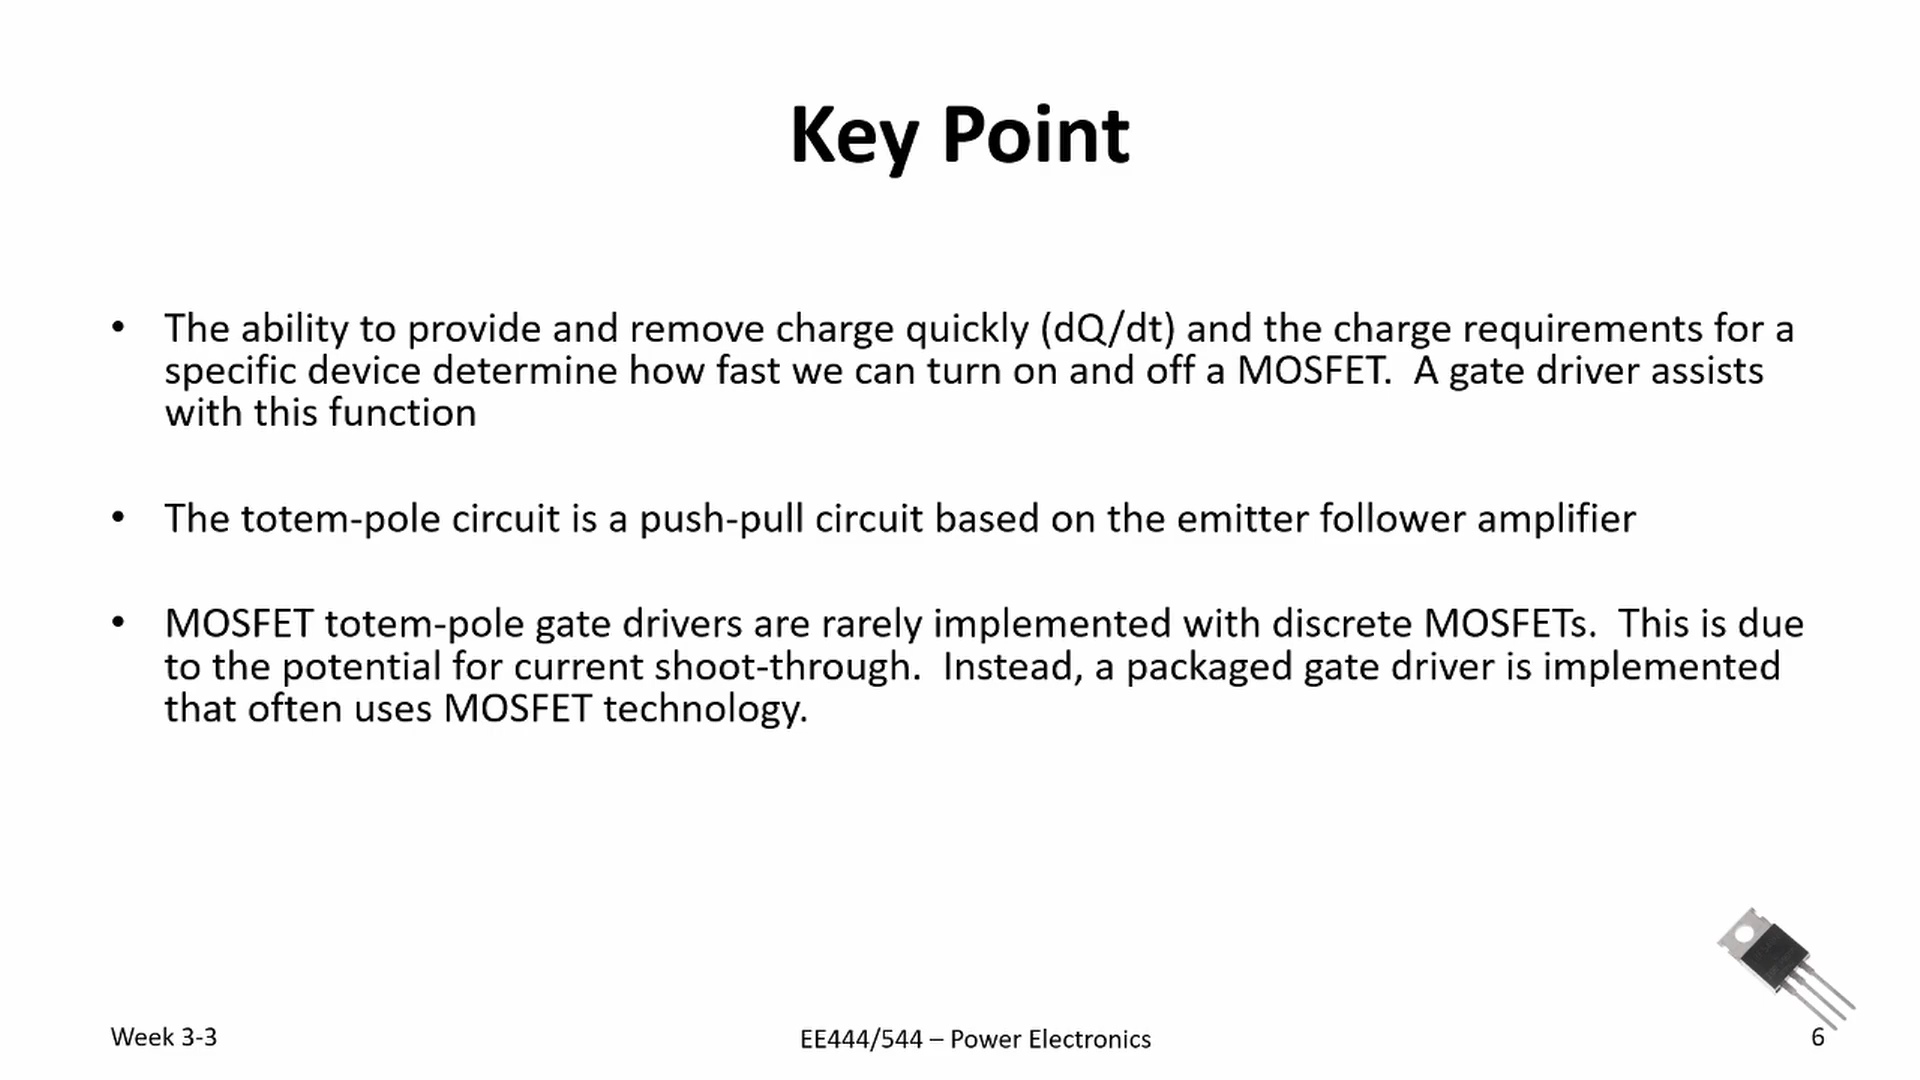 Key Point
• The ability to provide and remove charge quickly (dQ/dt) and the charge requirements for a
specific device determine how fast we can turn on and off a MOSFET.  A gate driver assists
with this function
• The totem-pole circuit is a push-pull circuit based on the emitter follower amplifier
• MOSFET totem-pole gate drivers are rarely implemented with discrete MOSFETs.  This is due
to the potential for current shoot-through.  Instead, a packaged gate driver is implemented
that often uses MOSFET technology.
Week 3-3
EE444/544 – Power Electronics
6